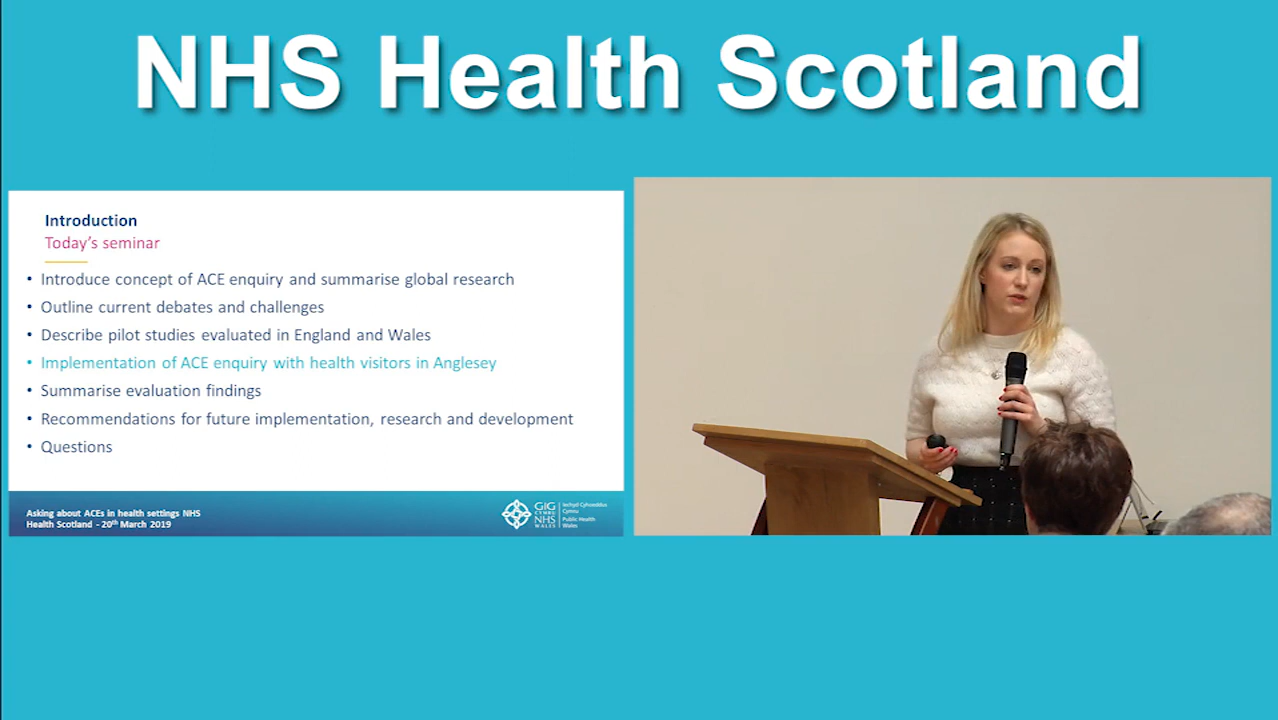 NHS Health Scotland
Introduction
Today's seminar
• Introduce concept of ACE enquiry and summarise global research
• Outline current debates and challenges
• Describe pilot studies evaluated in England and Wales
• Implementation of ACE enquiry with health visitors in Anglesey
• Summarise evaluation findings
• Recommendations for future implementation, research and development
• Questions
Asking about ACEs in health settings NHS
Health Scotland - 20th March 2019
GIG
CYMRU
NHS
WALES
Iechyd Cyhoeddus
Cymru
Public Health
Wales